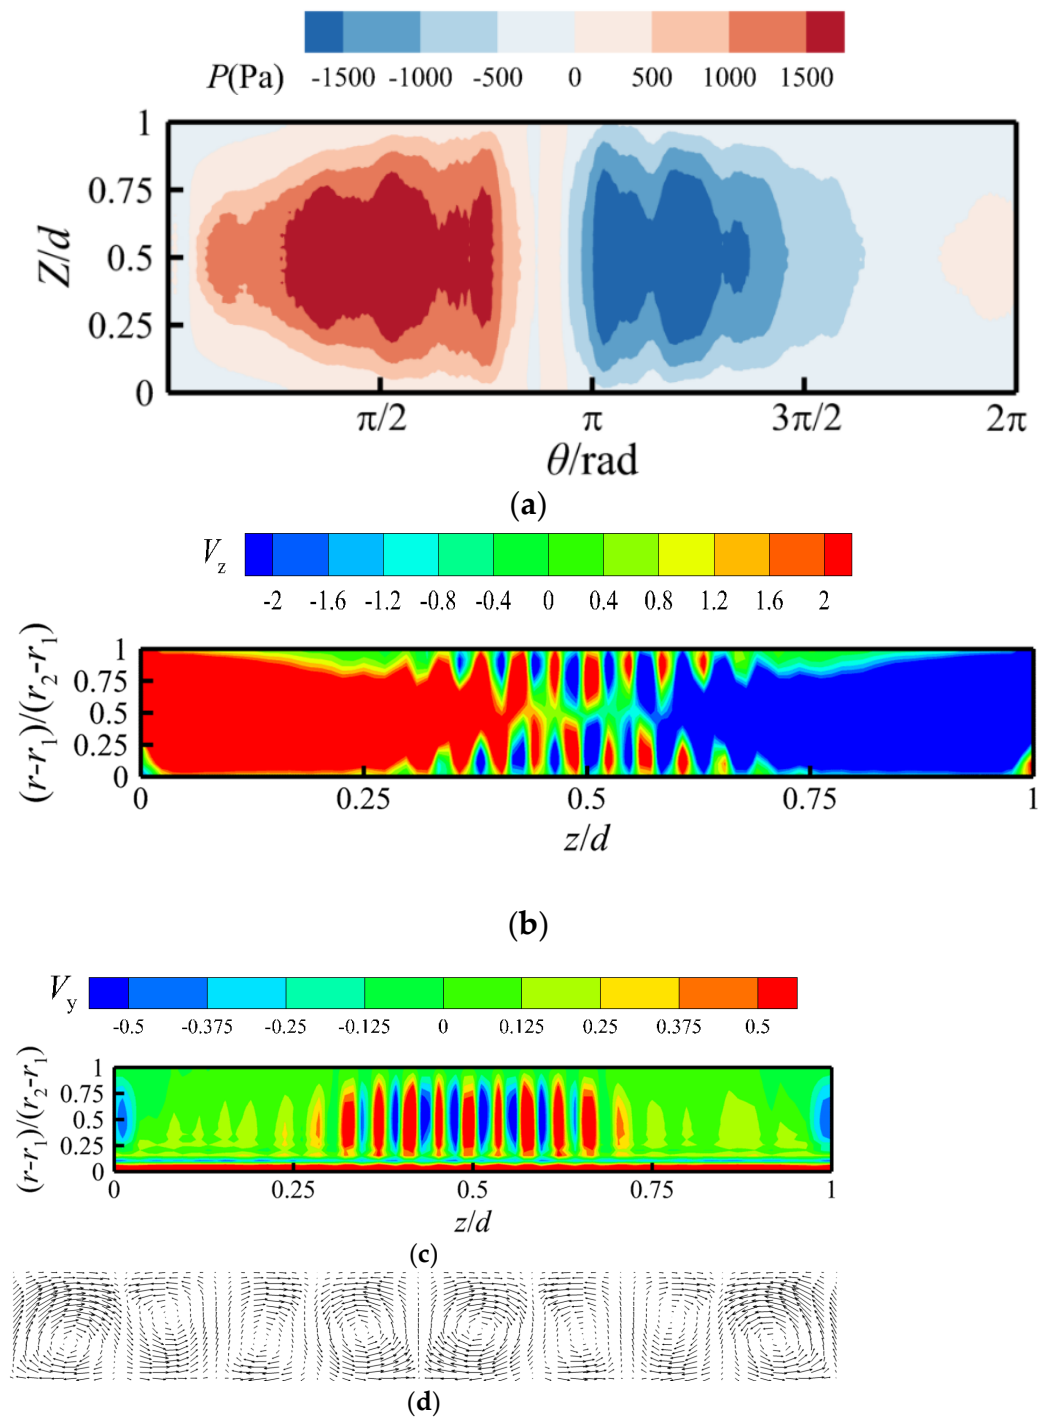 P(Pa) -1500 -1000 -500 0 500 1000 1500
1
0.75
0.5
0.25
0
Z/d
π/2 π 3π/2 2π
θ/rad
(a)
Vz
-2 -1.6 -1.2 -0.8 -0.4 0 0.4 0.8 1.2 1.6 2
(r-r1)/(r2-r1)
1
0.75
0.5
0.25
0
0 0.25 0.5 0.75 1
z/d
(b)
Vy
-0.5 -0.375 -0.25 -0.125 0 0.125 0.25 0.375 0.5
(r-r1)/(r2-r1)
1
0.75
0.5
0.25
0
0 0.25 0.5 0.75 1
z/d
(c)
(d)